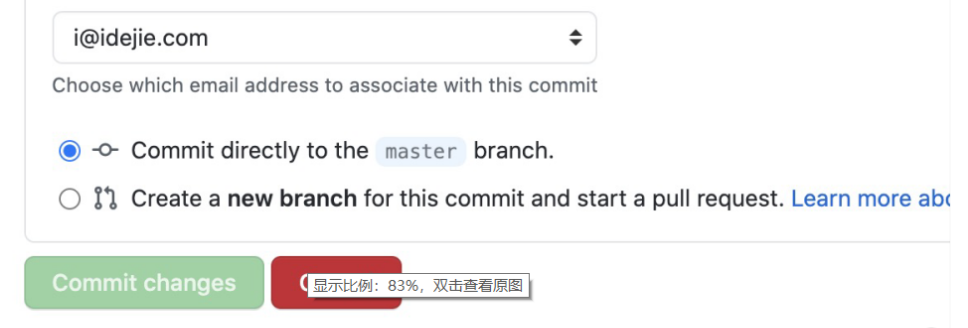 i@idejie.com
Choose which email address to associate with this commit
Commit directly to the master branch.
Create a new branch for this commit and start a pull request. Learn more abo
Commit changes
显示比例：83%，双击查看原图